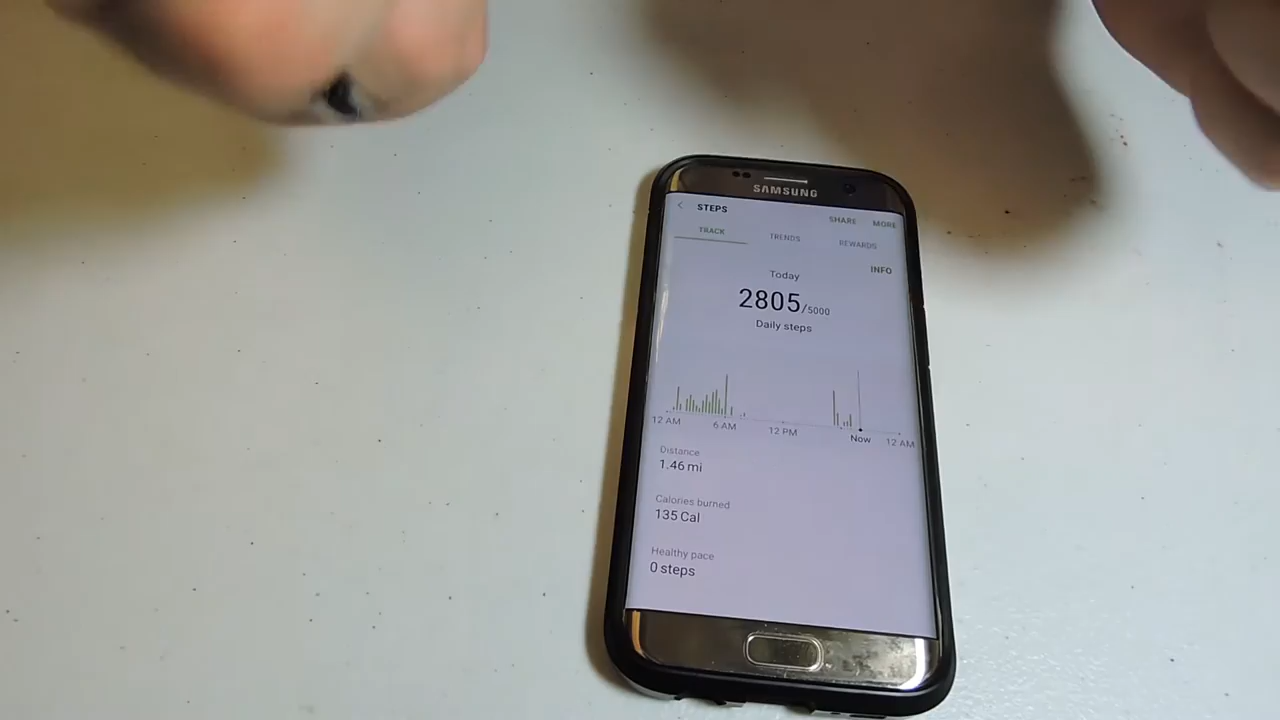 SAMSUNG
STEPS
SHARE MORE
TRACK TRENDS REWARDS
INFO
Today
2805/5000
Daily steps
12 AM 6 AM 12 PM Now 12 AM
Distance
1.46 mi
Calories burned
135 Cal
Healthy pace
0 steps